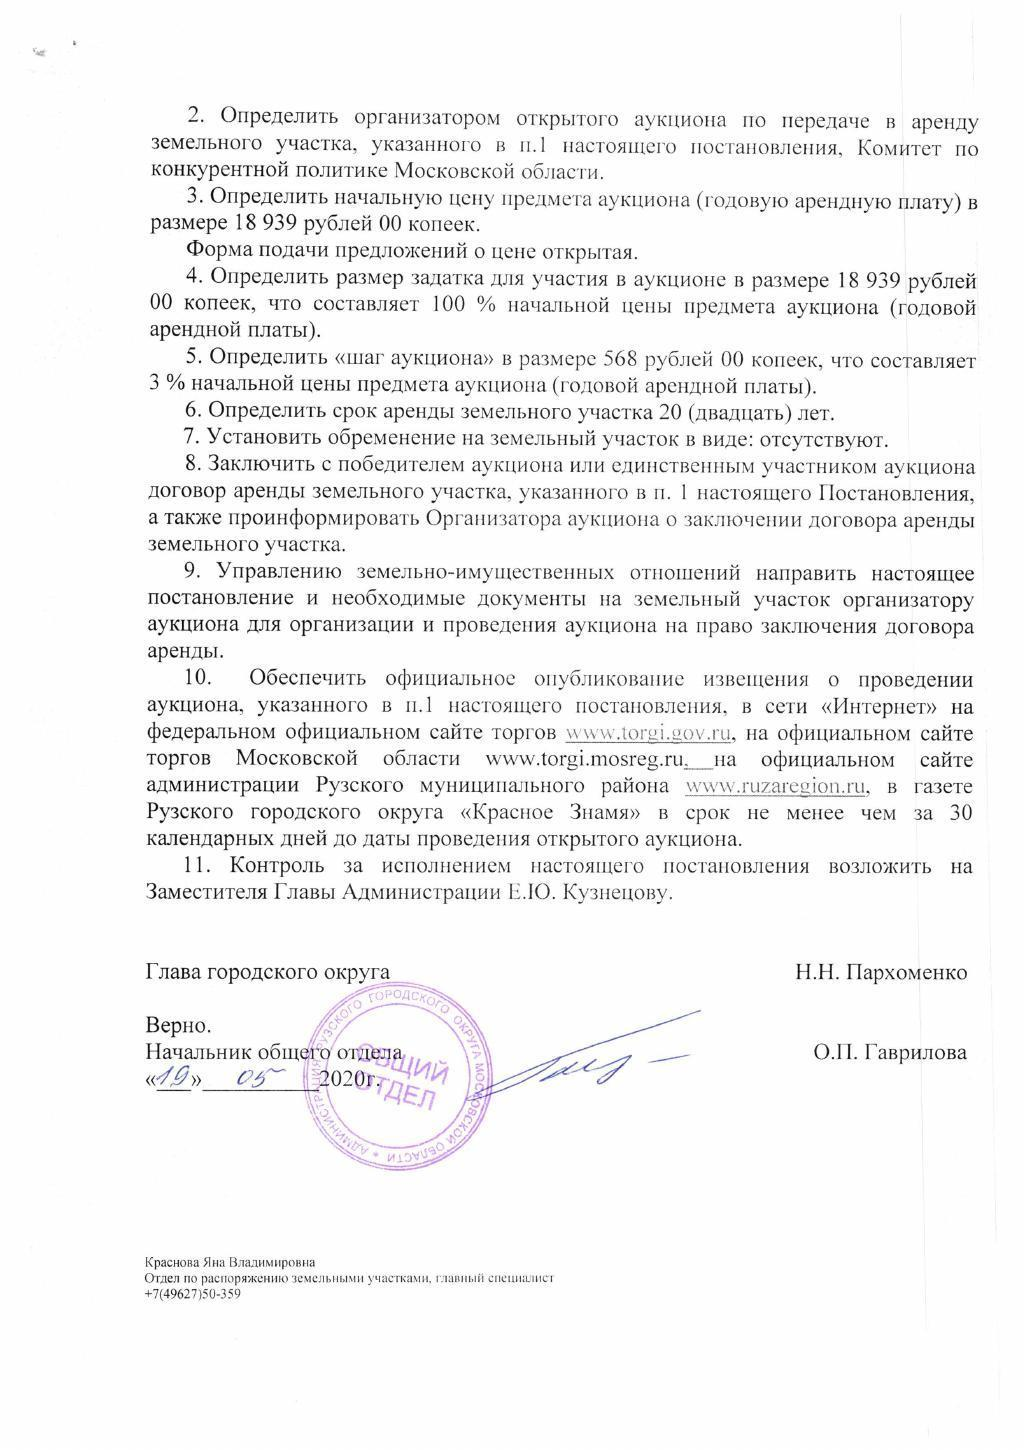 2. Определить организатором открытого аукциона по передаче в аренду
земельного участка, указанного в п.1 настоящего постановления, Комитет по
конкурентной политике Московской области.
3. Определить начальную цену предмета аукциона (годовую арендную плату) в
размере 18 939 рублей 00 копеек.
Форма подачи предложений о цене открытая.
4. Определить размер задатка для участия в аукционе в размере 18 939 рублей
00 копеек, что составляет 100 % начальной цены предмета аукциона (годовой
арендной платы).
5. Определить «шаг аукциона» в размере 568 рублей 00 копеек, что составляет
3 % начальной цены предмета аукциона (годовой арендной платы).
6. Определить срок аренды земельного участка 20 (двадцать) лет.
7. Установить обременение на земельный участок в виде: отсутствуют.
8. Заключить с победителем аукциона или единственным участником аукциона
договор аренды земельного участка, указанного в п. 1 настоящего Постановления,
а также проинформировать Организатора аукциона о заключении договора аренды
земельного участка.
9. Управлению земельно-имущественных отношений направить настоящее
постановление и необходимые документы на земельный участок организатору
аукциона для организации и проведения аукциона на право заключения договора
аренды.
10. Обеспечить официальное опубликование извещения о проведении
аукциона, указанного в п.1 настоящего постановления, в сети «Интернет» на
федеральном официальном сайте торгов www.torgi.gov.ru, на официальном сайте
торгов Московской области www.torgi.mosreg.ru, на официальном сайте
администрации Рузского муниципального района www.ruzaregion.ru, в газете
Рузского городского округа «Красное Знамя» в срок не менее чем за 30
календарных дней до даты проведения открытого аукциона.
11. Контроль за исполнением настоящего постановления возложить на
Заместителя Главы Администрации Е.Ю. Кузнецову.
Глава городского округа Н.Н. Пархоменко
Верно.
Начальник общего отдела О.П. Гаврилова
«19» 05 2020г.
АДМИНИСТРАЦИЯ РУЗСКОГО ГОРОДСКОГО ОКРУГА МОСКОВСКОЙ ОБЛАСТИ *
ОБЩИЙ
ОТДЕЛ
Краснова Яна Владимировна
Отдел по распоряжению земельными участками, главный специалист
+7(49627)50-359